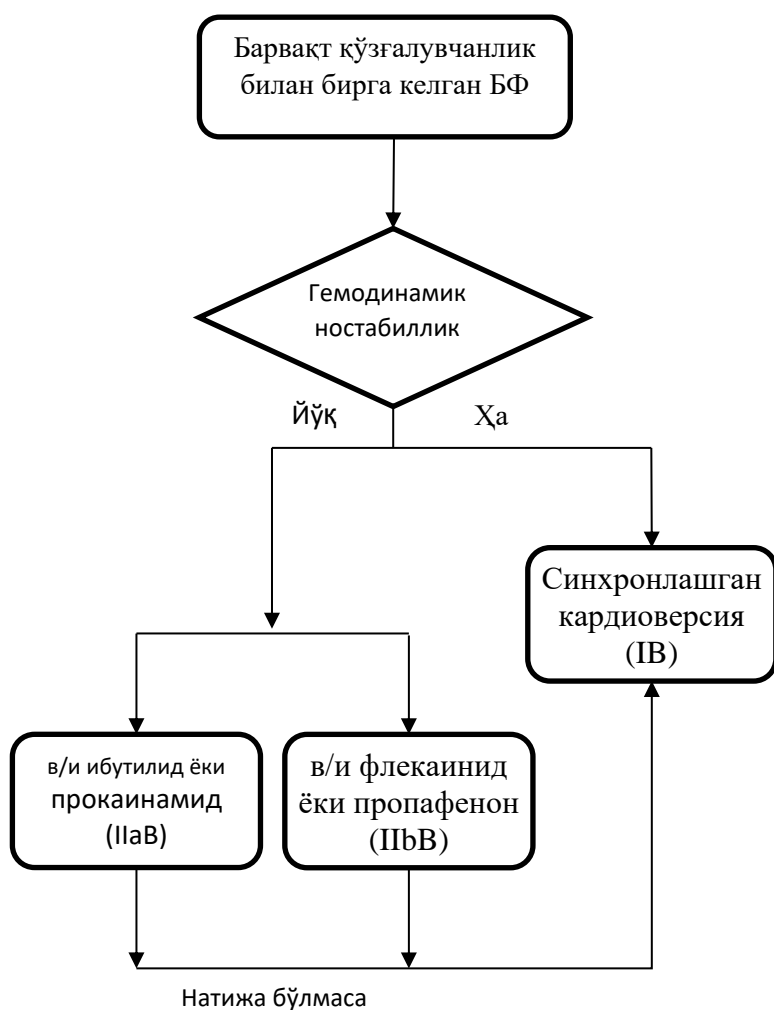 Барвақт қўзғалувчанлик
билан бирга келган БФ
Гемодинамик
ностабиллик
Йўқ
Ҳа
Синхронлашган
кардиоверсия
(IB)
в/и ибутилид ёки
прокаинамид
(IIaB)
в/и флекаинид
ёки пропафенон
(IIbB)
Натижа бўлмаса